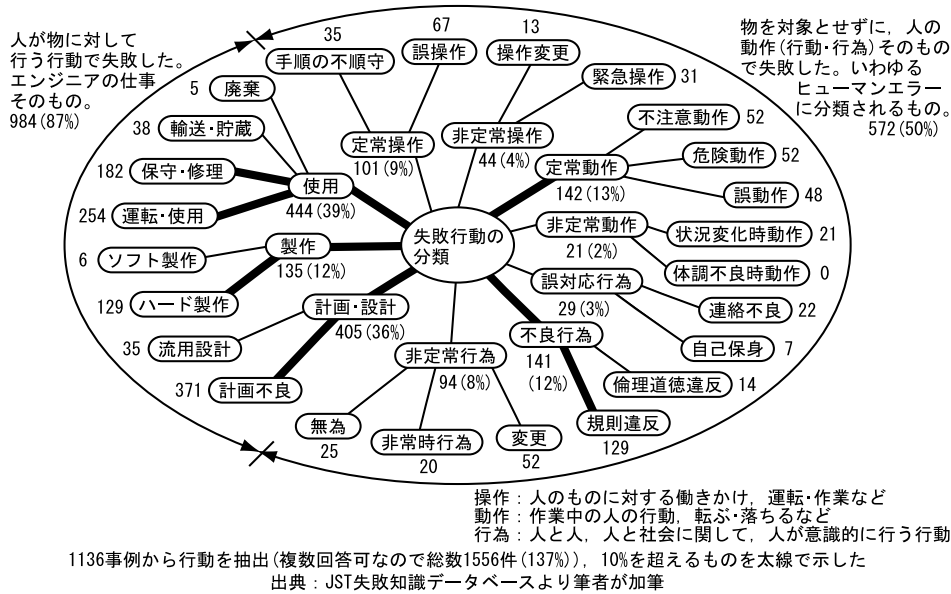 人が物に対して
行う行動で失敗した。
エンジニアの仕事
そのもの。
984(87%)
物を対象とせずに，人の
動作(行動・行為)そのもの
で失敗した。いわゆる
ヒューマンエラー
に分類されるもの。
572(50%)
失敗行動の
分類
定常操作
101(9%)
35
手順の不順守
67
誤操作
非定常操作
44(4%)
13
操作変更
緊急操作 31
定常動作
142(13%)
不注意動作 52
危険動作 52
誤動作 48
非定常動作
21(2%)
状況変化時動作 21
体調不良時動作 0
誤対応行為
29(3%)
連絡不良 22
自己保身 7
不良行為
141
(12%)
倫理道徳違反 14
規則違反
129
非定常行為
94(8%)
変更
52
非常時行為
20
無為
25
計画・設計
405(36%)
371 計画不良
35 流用設計
製作
135(12%)
129 ハード製作
6 ソフト製作
使用
444(39%)
254 運転・使用
182 保守・修理
38 輸送・貯蔵
5 廃棄
操作：人のものに対する働きかけ，運転・作業など
動作：作業中の人の行動，転ぶ・落ちるなど
行為：人と人，人と社会に関して，人が意識的に行う行動
1136事例から行動を抽出(複数回答可なので総数1556件(137%))，10%を超えるものを太線で示した
出典：JST失敗知識データベースより筆者が加筆